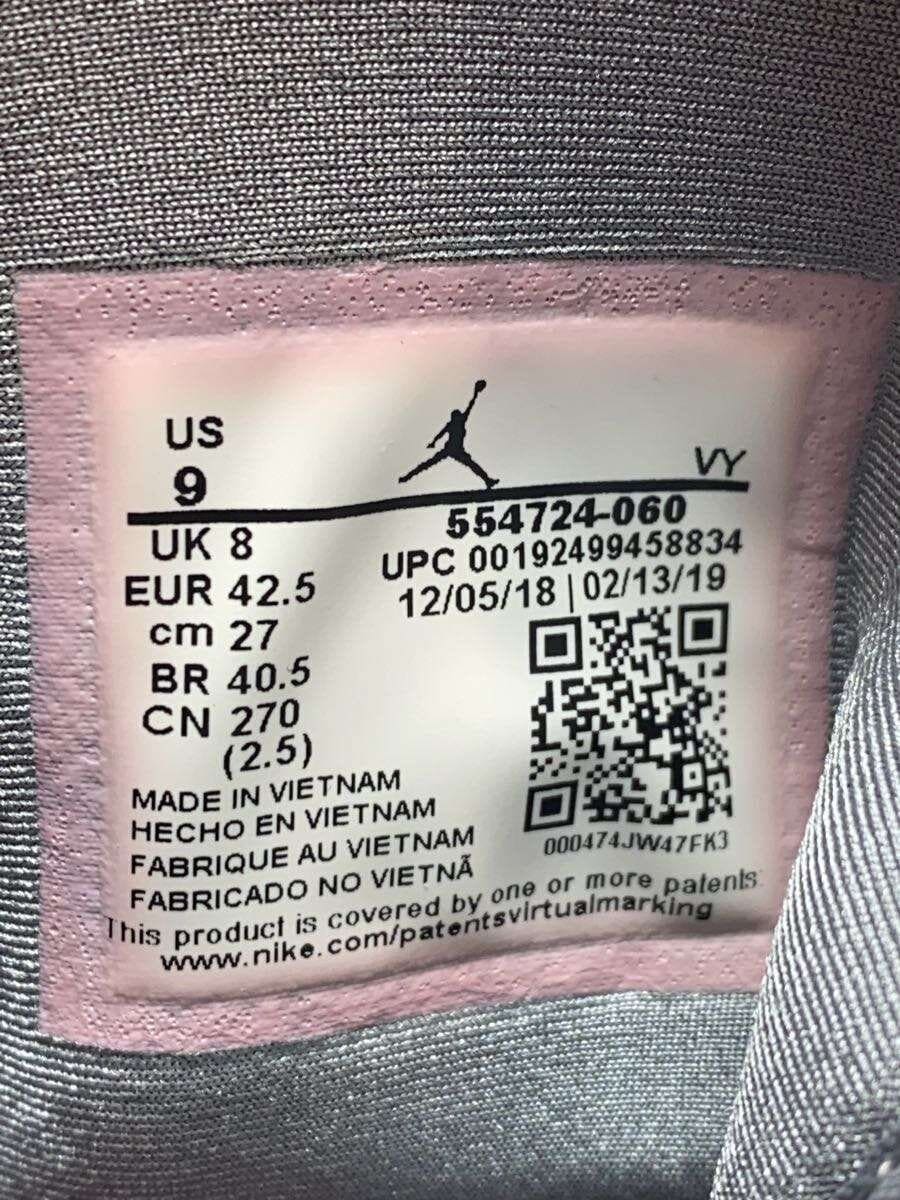 US
9
VY
554724-060
UPC 00192499458834
12/05/18 | 02/13/19
UK 8
EUR 42.5
cm 27
BR 40.5
CN 270
(2.5)
MADE IN VIETNAM
HECHO EN VIETNAM
FABRIQUE AU VIETNAM
FABRICADO NO VIETNÃ
000474JW47FK3
This product is covered by one or more patents.
www.nike.com/patentsvirtualmarking